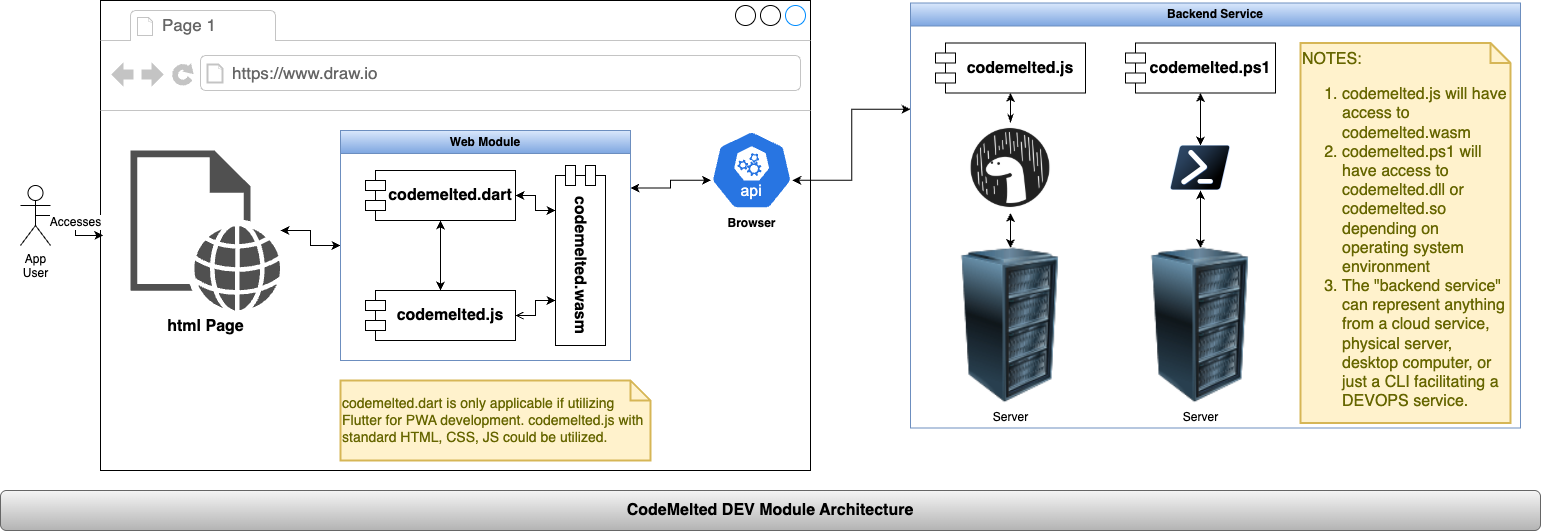 Page 1
https://www.draw.io
Accesses
App
User
html Page
Web Module
codemelted.dart
codemelted.js
codemelted.wasm
api
Browser
codemelted.dart is only applicable if utilizing
Flutter for PWA development. codemelted.js with
standard HTML, CSS, JS could be utilized.
Backend Service
codemelted.js
codemelted.ps1
Server
Server
NOTES:
1. codemelted.js will have
access to
codemelted.wasm
2. codemelted.ps1 will
have access to
codemelted.dll or
codemelted.so
depending on
operating system
environment
3. The "backend service"
can represent anything
from a cloud service,
physical server,
desktop computer, or
just a CLI facilitating a
DEVOPS service.
CodeMelted DEV Module Architecture